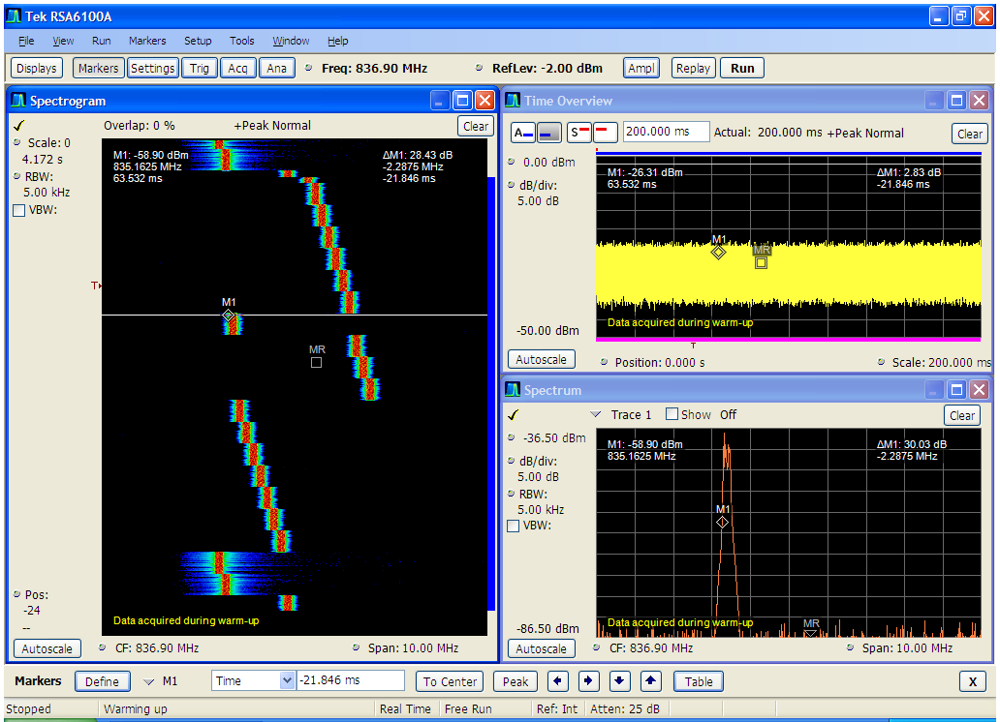 Tek RSA6100A
File View Run Markers Setup Tools Window Help
Displays Markers Settings Trig Acq Ana Freq: 836.90 MHz RefLev: -2.00 dBm Ampl Replay Run
Spectrogram
Overlap: 0 % +Peak Normal Clear
Scale: 0
4.172 s
RBW:
5.00 kHz
VBW:
M1: -58.90 dBm
835.1625 MHz
63.532 ms
ΔM1: 28.43 dB
-2.2875 MHz
-21.846 ms
T
M1
MR
Pos:
-24
--
Data acquired during warm-up
Autoscale CF: 836.90 MHz Span: 10.00 MHz
Time Overview
A S 200.000 ms Actual: 200.000 ms +Peak Normal Clear
0.00 dBm
dB/div:
5.00 dB
M1: -26.31 dBm
63.532 ms
ΔM1: 2.83 dB
-21.846 ms
M1
MR
Data acquired during warm-up
-50.00 dBm
T
Autoscale Position: 0.000 s Scale: 200.000 ms
Spectrum
Trace 1 Show Off Clear
-36.50 dBm
dB/div:
5.00 dB
RBW:
5.00 kHz
VBW:
M1: -58.90 dBm
835.1625 MHz
ΔM1: 30.03 dB
-2.2875 MHz
M1
MR
Data acquired during warm-up
-86.50 dBm
Autoscale CF: 836.90 MHz Span: 10.00 MHz
Markers Define M1 Time -21.846 ms To Center Peak Table X
Stopped Warming up Real Time Free Run Ref: Int Atten: 25 dB